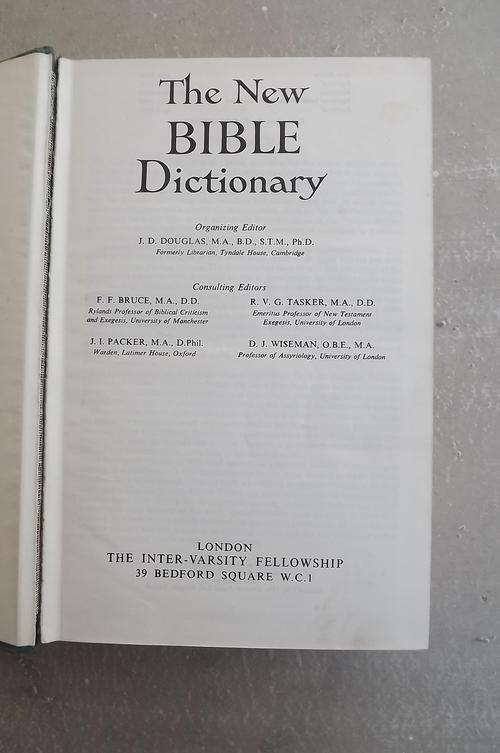 The New
BIBLE
Dictionary
Organizing Editor
J. D. DOUGLAS, M.A., B.D., S.T.M., Ph.D.
Formerly Librarian, Tyndale House, Cambridge
Consulting Editors
F. F. BRUCE, M.A., D.D.
Rylands Professor of Biblical Criticism
and Exegesis, University of Manchester
R. V. G. TASKER, M.A., D.D.
Emeritus Professor of New Testament
Exegesis, University of London
J. I. PACKER, M.A., D.Phil.
Warden, Latimer House, Oxford
D. J. WISEMAN, O.B.E., M.A.
Professor of Assyriology, University of London
LONDON
THE INTER-VARSITY FELLOWSHIP
39 BEDFORD SQUARE W.C.1